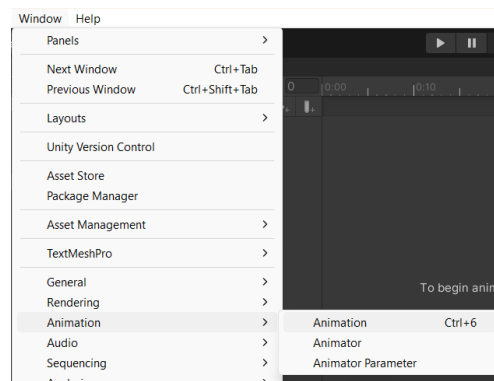 Window Help
Panels
Next Window Ctrl+Tab
Previous Window Ctrl+Shift+Tab
Layouts
Unity Version Control
Asset Store
Package Manager
Asset Management
TextMeshPro
General
Rendering
Animation
Audio
Sequencing
0 0:00 0:10
To begin
Animation Ctrl+6
Animator
Animator Parameter